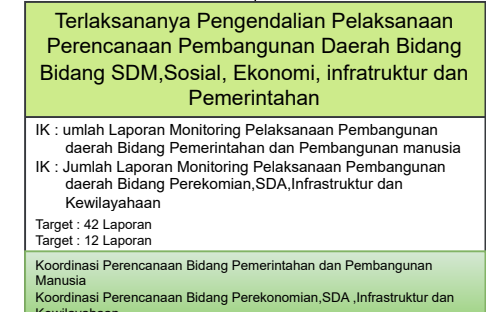 Terlaksananya Pengendalian Pelaksanaan
Perencanaan Pembangunan Daerah Bidang
Bidang SDM,Sosial, Ekonomi, infratruktur dan
Pemerintahan
IK : umlah Laporan Monitoring Pelaksanaan Pembangunan
daerah Bidang Pemerintahan dan Pembangunan manusia
IK : Jumlah Laporan Monitoring Pelaksanaan Pembangunan
daerah Bidang Perekomian,SDA,Infrastruktur dan
Kewilayahaan
Target : 42 Laporan
Target : 12 Laporan
Koordinasi Perencanaan Bidang Pemerintahan dan Pembangunan
Manusia
Koordinasi Perencanaan Bidang Perekonomian,SDA ,Infrastruktur dan